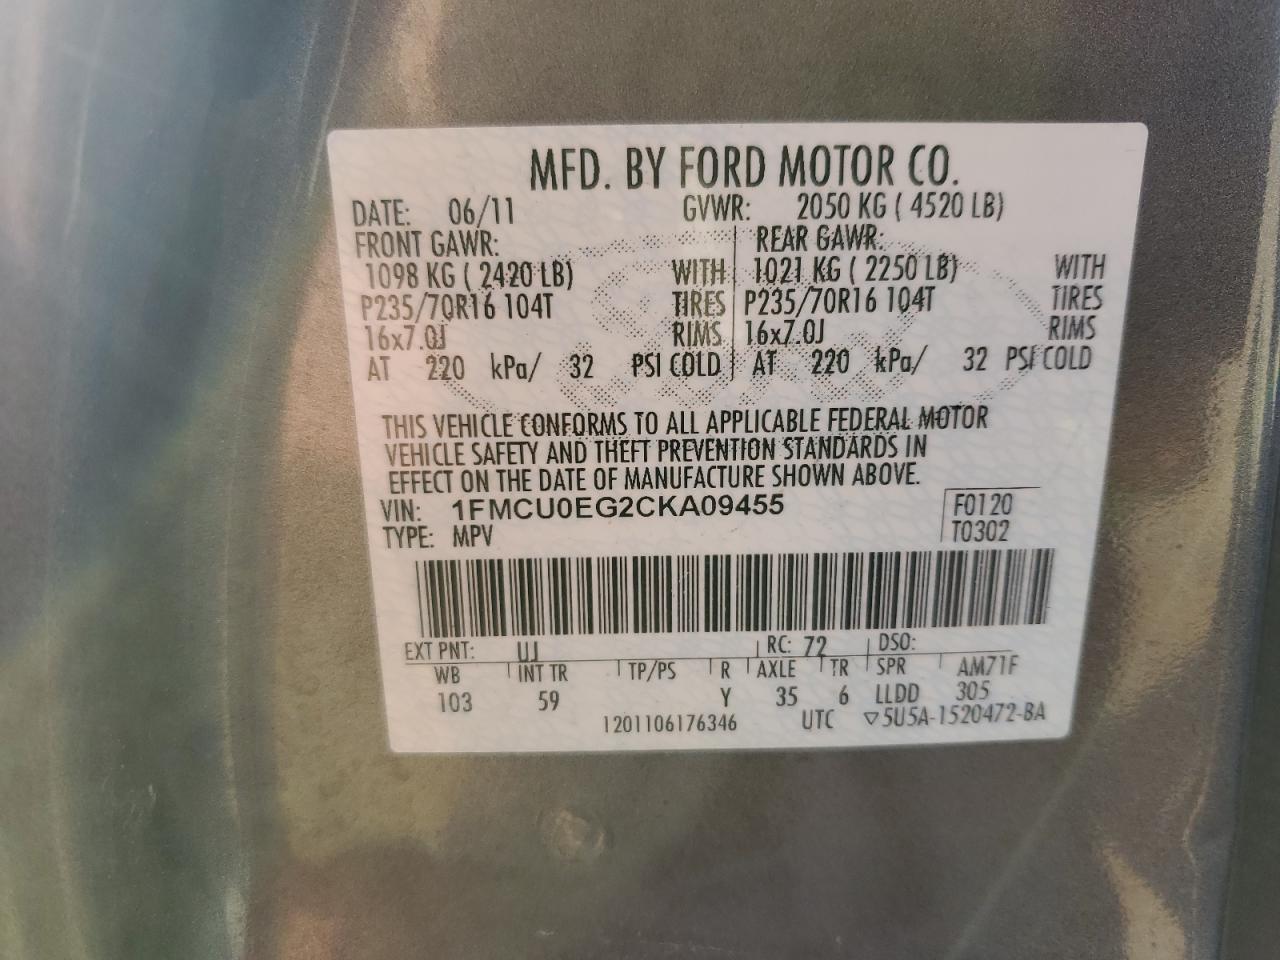 MFD. BY FORD MOTOR CO.
DATE: 06/11 GVWR: 2050 KG ( 4520 LB)
FRONT GAWR: REAR GAWR:
1098 KG ( 2420 LB) WITH 1021 KG ( 2250 LB) WITH
P235/70R16 104T TIRES P235/70R16 104T TIRES
16x7.0J RIMS 16x7.0J RIMS
AT 220 kPa/ 32 PSI COLD AT 220 kPa/ 32 PSI COLD
THIS VEHICLE CONFORMS TO ALL APPLICABLE FEDERAL MOTOR
VEHICLE SAFETY AND THEFT PREVENTION STANDARDS IN
EFFECT ON THE DATE OF MANUFACTURE SHOWN ABOVE.
VIN: 1FMCU0EG2CKA09455 F0120
TYPE: MPV T0302
EXT PNT: UJ RC: 72 DSO:
WB INT TR TP/PS R AXLE TR SPR AM71F
103 59 Y 35 6 LLDD 305
1201106176346 UTC ▽5U5A-1520472-BA